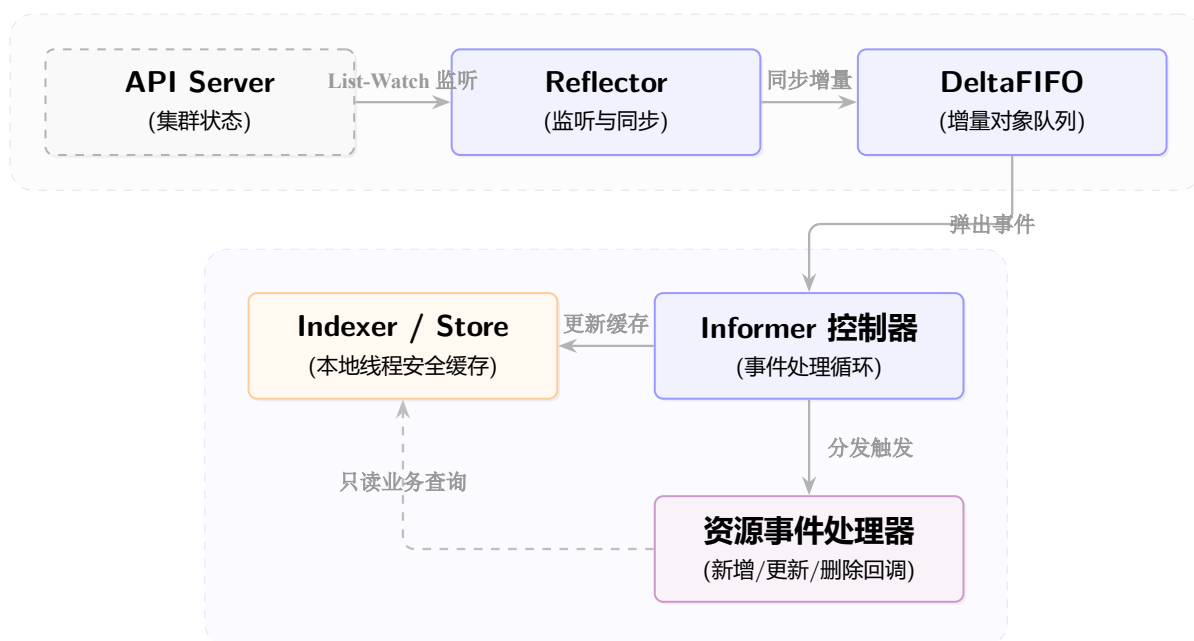 API Server
(集群状态)
List-Watch 监听
Reflector
(监听与同步)
同步增量
DeltaFIFO
(增量对象队列)
弹出事件
Indexer / Store
(本地线程安全缓存)
更新缓存
Informer 控制器
(事件处理循环)
分发触发
只读业务查询
资源事件处理器
(新增/更新/删除回调)